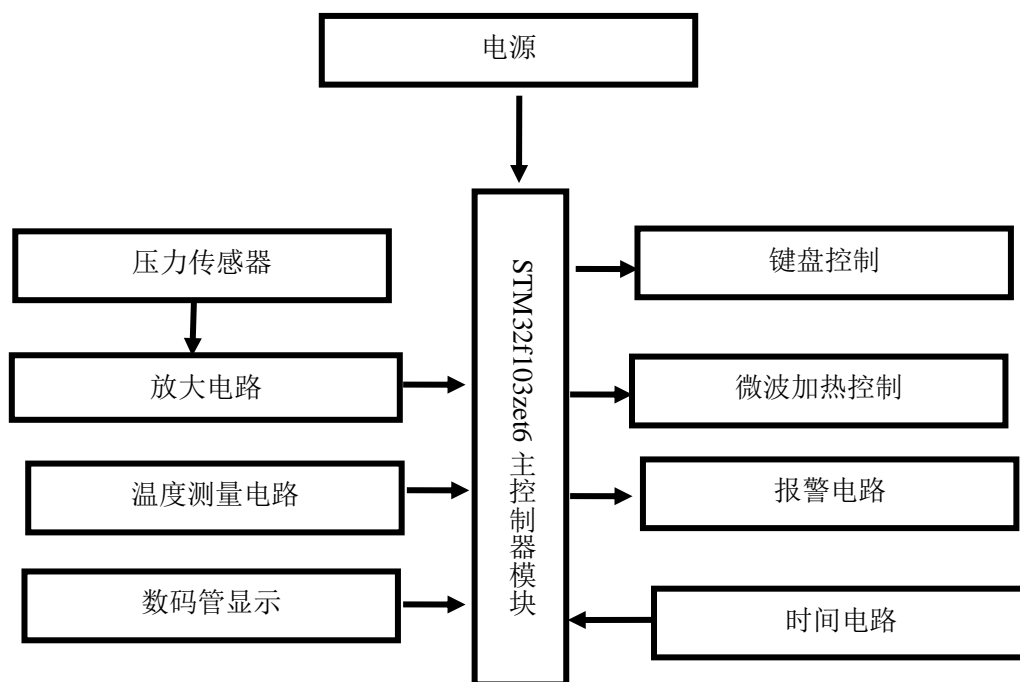 电源
压力传感器
放大电路
温度测量电路
数码管显示
STM32f103zet6 主控制器模块
键盘控制
微波加热控制
报警电路
时间电路